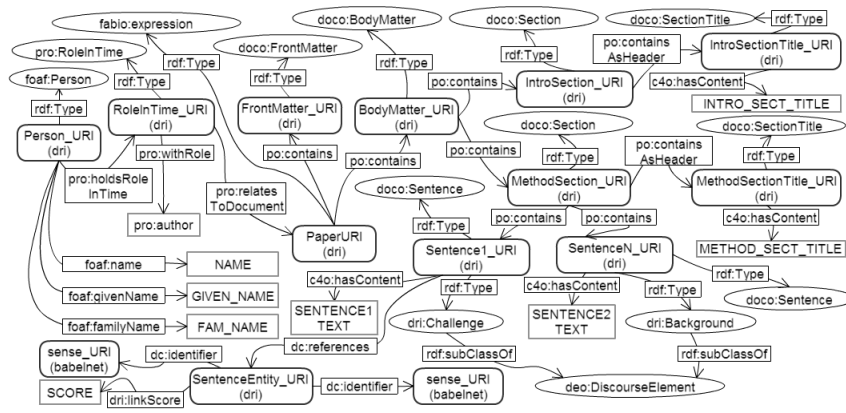 fabio:expression
doco:BodyMatter
doco:Section
doco:SectionTitle
pro:RoleInTime
doco:FrontMatter
rdf:Type
foaf:Person
rdf:Type
rdf:Type
rdf:Type
rdf:Type
rdf:Type
po:contains
AsHeader
IntroSectionTitle_URI
(dri)
rdf:Type
po:contains
IntroSection_URI
(dri)
c4o:hasContent
INTRO_SECT_TITLE
Person_URI
(dri)
RoleInTime_URI
(dri)
FrontMatter_URI
(dri)
BodyMatter_URI
(dri)
doco:Section
doco:SectionTitle
pro:withRole
po:contains
po:contains
po:contains
rdf:Type
po:contains
AsHeader
rdf:Type
pro:holdsRole
InTime
pro:relates
ToDocument
doco:Sentence
MethodSection_URI
(dri)
MethodSectionTitle_URI
(dri)
pro:author
PaperURI
(dri)
rdf:Type
po:contains
po:contains
c4o:hasContent
METHOD_SECT_TITLE
Sentence1_URI
(dri)
SentenceN_URI
(dri)
foaf:name
NAME
c4o:hasContent
rdf:Type
c4o:hasContent
rdf:Type
rdf:Type
foaf:givenName
GIVEN_NAME
SENTENCE1
TEXT
SENTENCE2
TEXT
doco:Sentence
foaf:familyName
FAM_NAME
dri:Challenge
dri:Background
dc:references
rdf:subClassOf
rdf:subClassOf
sense_URI
(babelnet)
dc:identifier
SentenceEntity_URI
(dri)
dc:identifier
sense_URI
(babelnet)
deo:DiscourseElement
SCORE
dri:linkScore